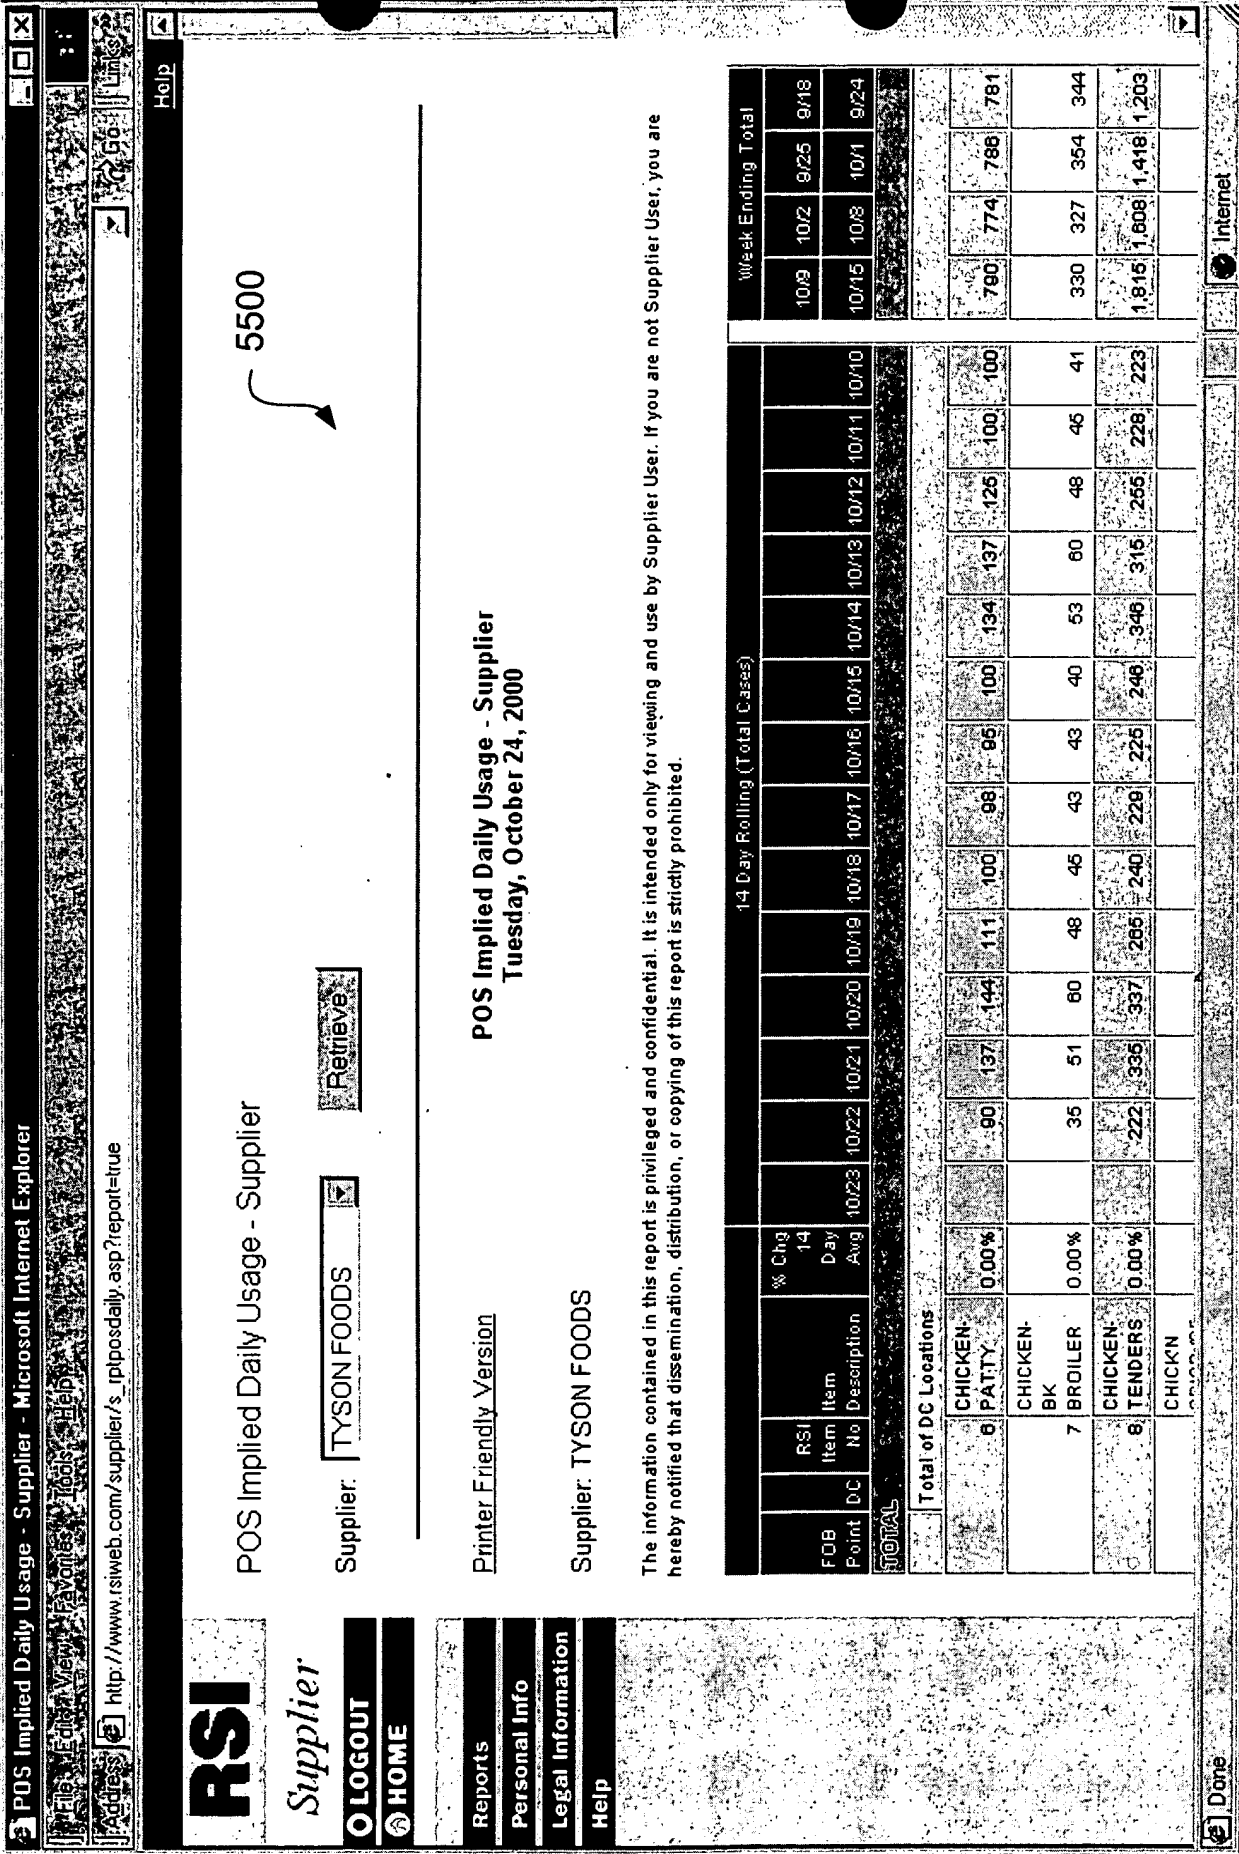 POS Implied Daily Usage - Supplier - Microsoft Internet Explorer
File Edit View Favorites Tools Help
Address http://www.rsiweb.com/supplier/s_rptposdaily.asp?report=true Go Links
Help
RSI
Supplier
LOGOUT
HOME
Reports
Personal Info
Legal Information
Help
POS Implied Daily Usage - Supplier
5500
Supplier: TYSON FOODS Retrieve
Printer Friendly Version
POS Implied Daily Usage - Supplier
Tuesday, October 24, 2000
Supplier: TYSON FOODS
The information contained in this report is privileged and confidential. It is intended only for viewing and use by Supplier User. If you are not Supplier User, you are
hereby notified that dissemination, distribution, or copying of this report is strictly prohibited.
14 Day Rolling (Total Cases) Week Ending Total
% Chg
RSI 14 10/9 10/2 9/25 9/18
FOB Item Item Day
Point DC No Description Avg 10/23 10/22 10/21 10/20 10/19 10/18 10/17 10/16 10/15 10/14 10/13 10/12 10/11 10/10 10/15 10/8 10/1 9/24
TOTAL
Total of DC Locations
CHICKEN-
6 PATTY 0.00% 90 137 144 111 100 98 95 100 134 137 125 100 100 790 774 786 781
CHICKEN-
BK
7 BROILER 0.00% 35 51 60 48 45 43 43 40 53 60 48 45 41 330 327 354 344
CHICKEN-
8 TENDERS 0.00% 222 335 337 265 240 229 225 246 346 315 255 228 223 1,815 1,608 1,418 1,203
CHICK'N
Done Internet